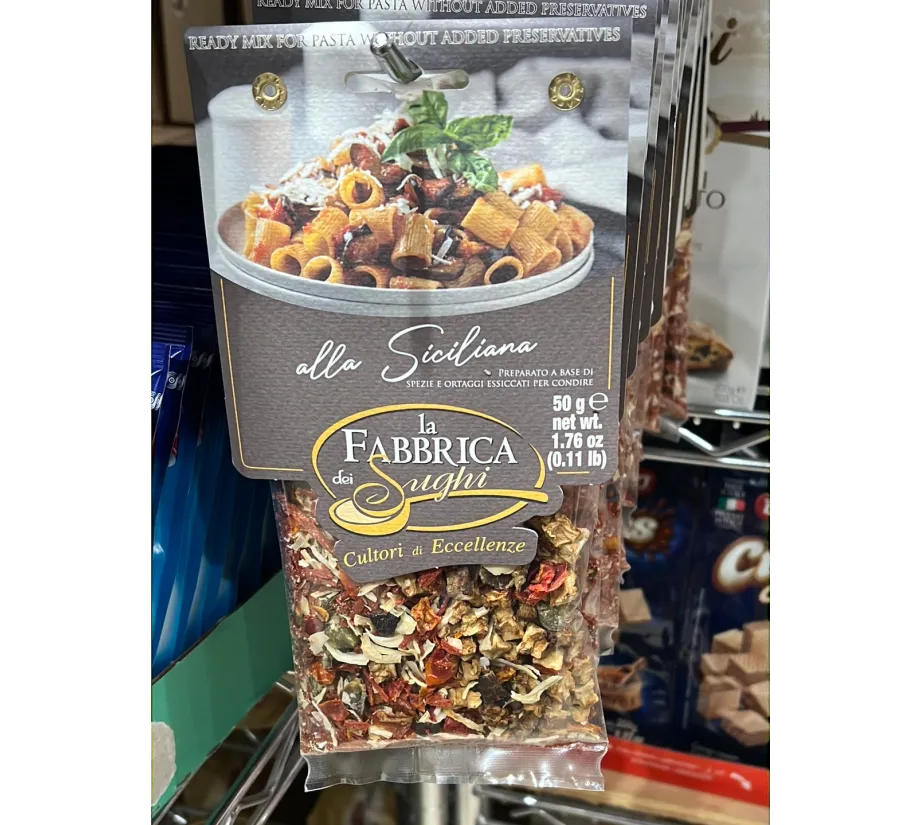 READY MIX FOR PASTA WITHOUT ADDED PRESERVATIVES
READY MIX FOR PASTA WITHOUT ADDED PRESERVATIVES
alla Siciliana
PREPARATO A BASE DI
SPEZIE E ORTAGGI ESSICCATI PER CONDIRE
50 g e
net wt.
1.76 oz
(0.11 lb)
la
FABBRICA
dei Sughi
Cultori di Eccellenze